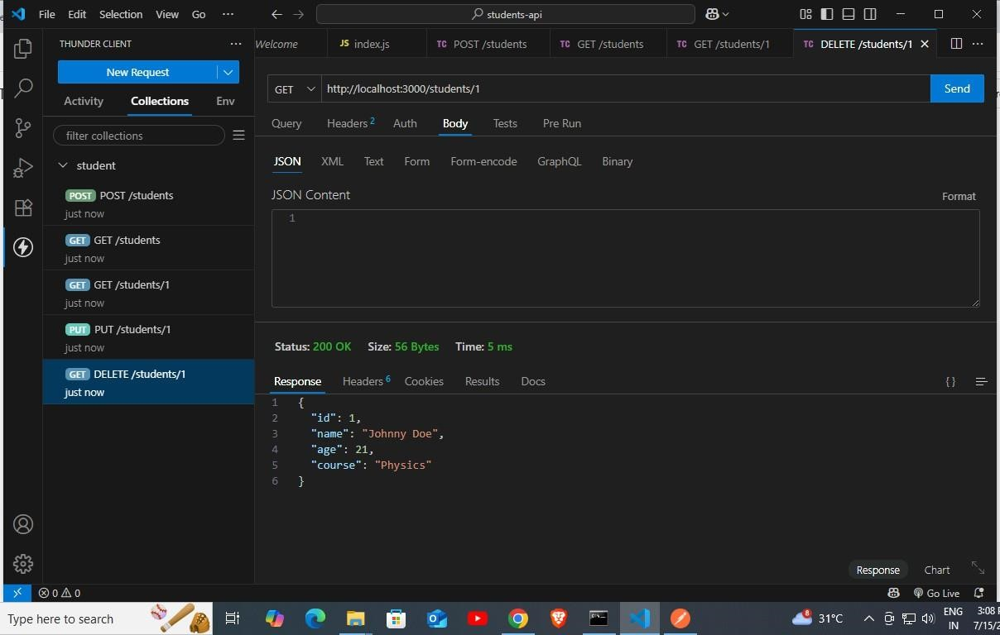 File Edit Selection View Go ··· students-api
THUNDER CLIENT ···
Welcome JS index.js TC POST /students TC GET /students TC GET /students/1 TC DELETE /students/1 ···
New Request
GET http://localhost:3000/students/1 Send
Activity Collections Env
Query Headers 2 Auth Body Tests Pre Run
filter collections
JSON XML Text Form Form-encode GraphQL Binary
student
JSON Content Format
POST POST /students
just now
1
GET GET /students
just now
GET GET /students/1
just now
PUT PUT /students/1
just now
GET DELETE /students/1
just now
Status: 200 OK Size: 56 Bytes Time: 5 ms
Response Headers 6 Cookies Results Docs { }
1 {
2 "id": 1,
3 "name": "Johnny Doe",
4 "age": 21,
5 "course": "Physics"
6 }
Response Chart
0 0 Go Live
Type here to search 8 31°C ENG 3:08
IN 7/15/2